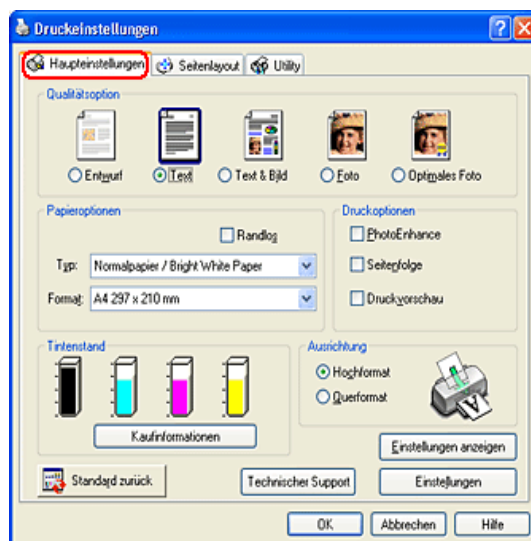 Druckeinstellungen
Haupteinstellungen Seitenlayout Utility
Qualitätsoption
Entwurf Text Text & Bild Foto Optimales Foto
Papieroptionen
Randlos
Typ: Normalpapier / Bright White Paper
Format: A4 297 x 210 mm
Druckoptionen
PhotoEnhance
Seitenfolge
Druckvorschau
Tintenstand
Kaufinformationen
Ausrichtung
Hochformat
Querformat
Einstellungen anzeigen
Standard zurück Technischer Support Einstellungen
OK Abbrechen Hilfe